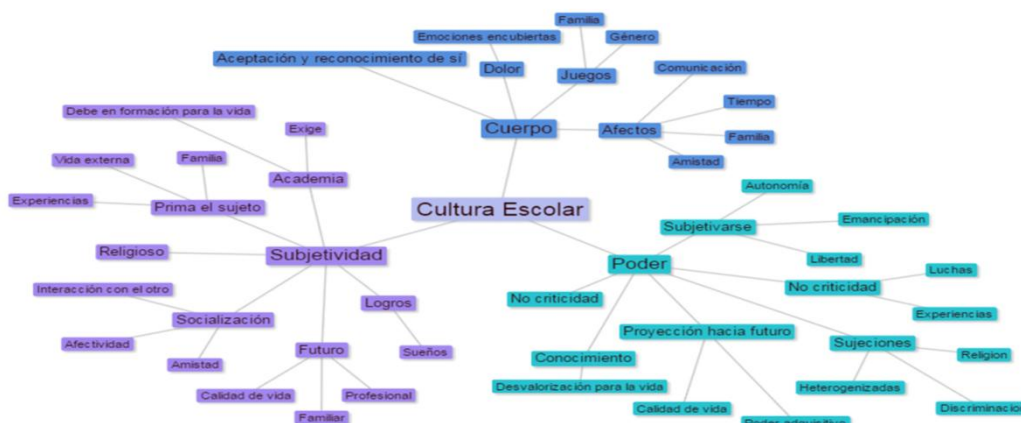 Familia
Emociones encubiertas
Género
Aceptación y reconocimiento de sí
Dolor
Juegos
Comunicación
Tiempo
Cuerpo
Afectos
Familia
Amistad
Debe en formación para la vida
Exige
Vida externa
Familia
Academia
Experiencias
Prima el sujeto
Cultura Escolar
Autonomía
Subjetivarse
Emancipación
Libertad
Religioso
Subjetividad
Poder
Luchas
No criticidad
No criticidad
Experiencias
Interacción con el otro
Logros
Socialización
Proyección hacia futuro
Afectividad
Amistad
Futuro
Sueños
Conocimiento
Sujeciones
Religion
Desvalorización para la vida
Heterogenizadas
Calidad de vida
Profesional
Familiar
Calidad de vida
Discriminacion
Poder adquisitivo